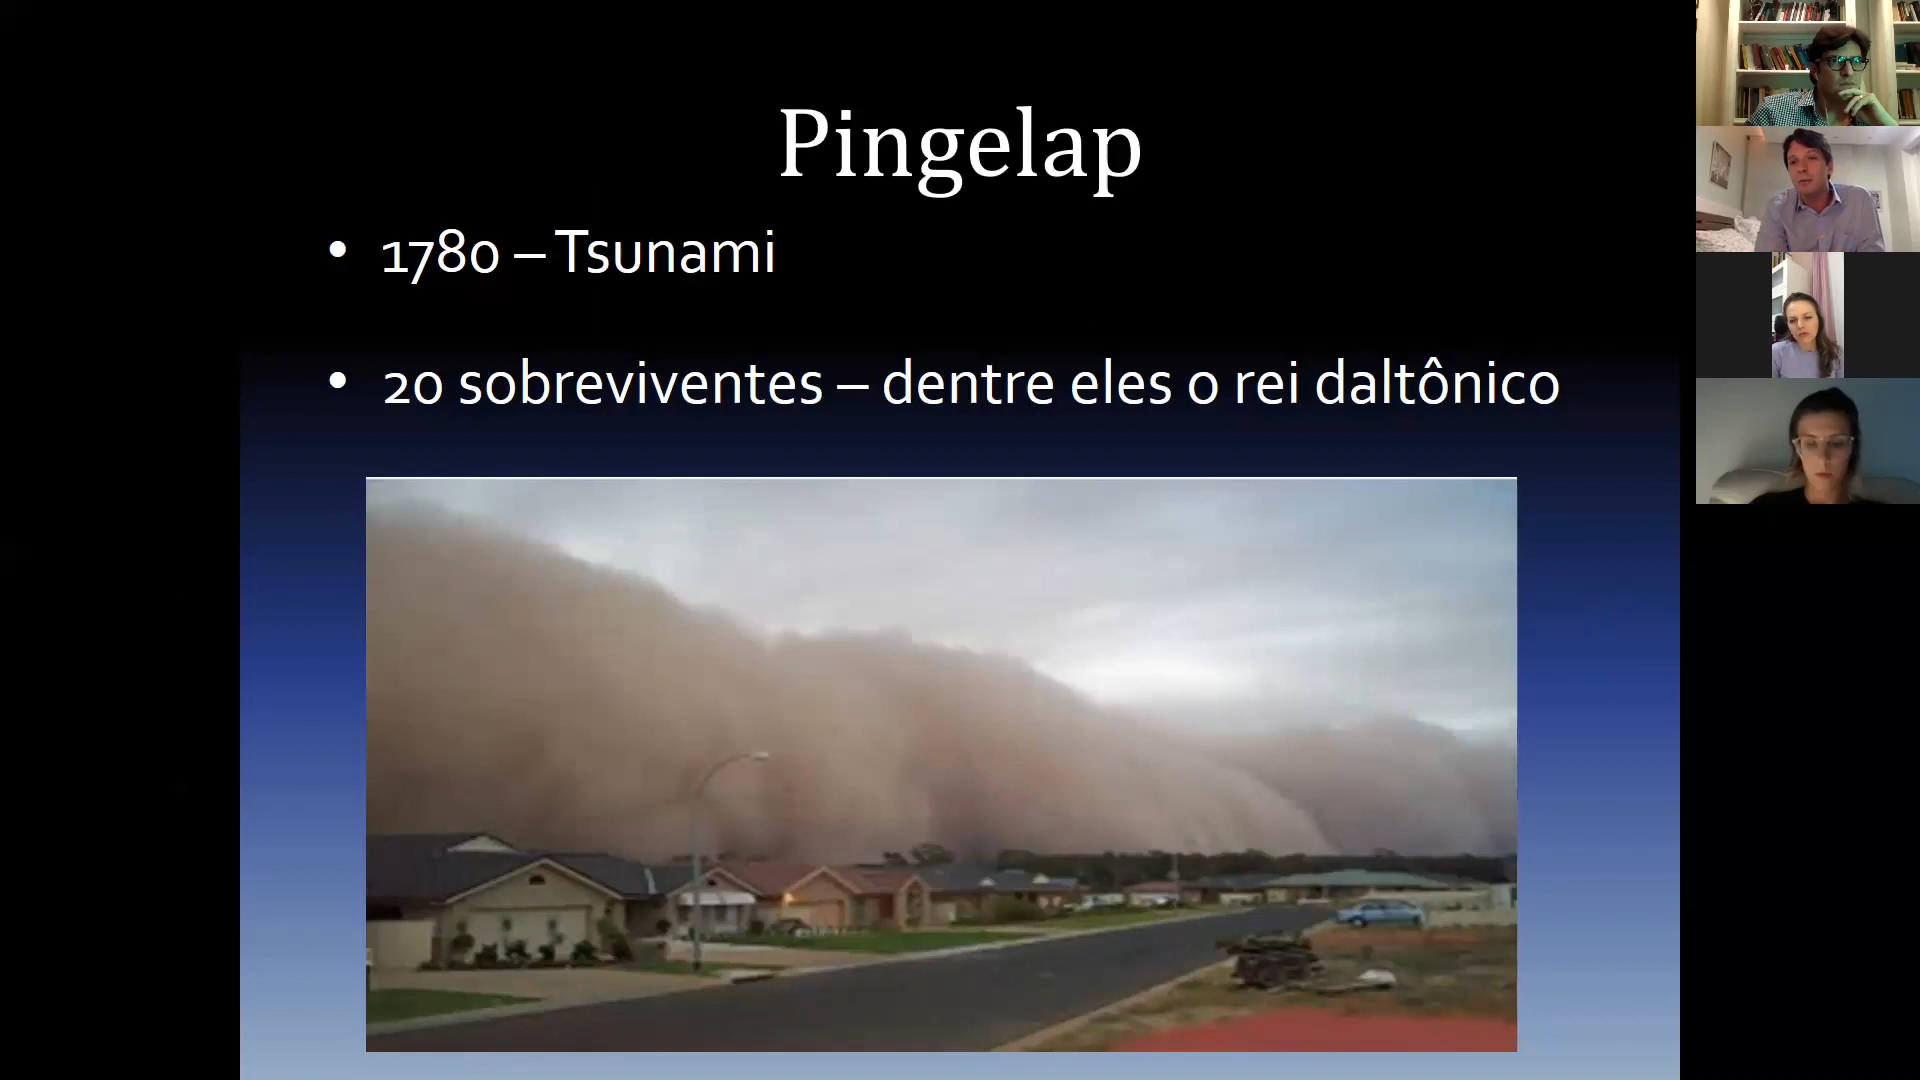 Pingelap
• 1780 – Tsunami
• 20 sobreviventes – dentre eles o rei daltônico